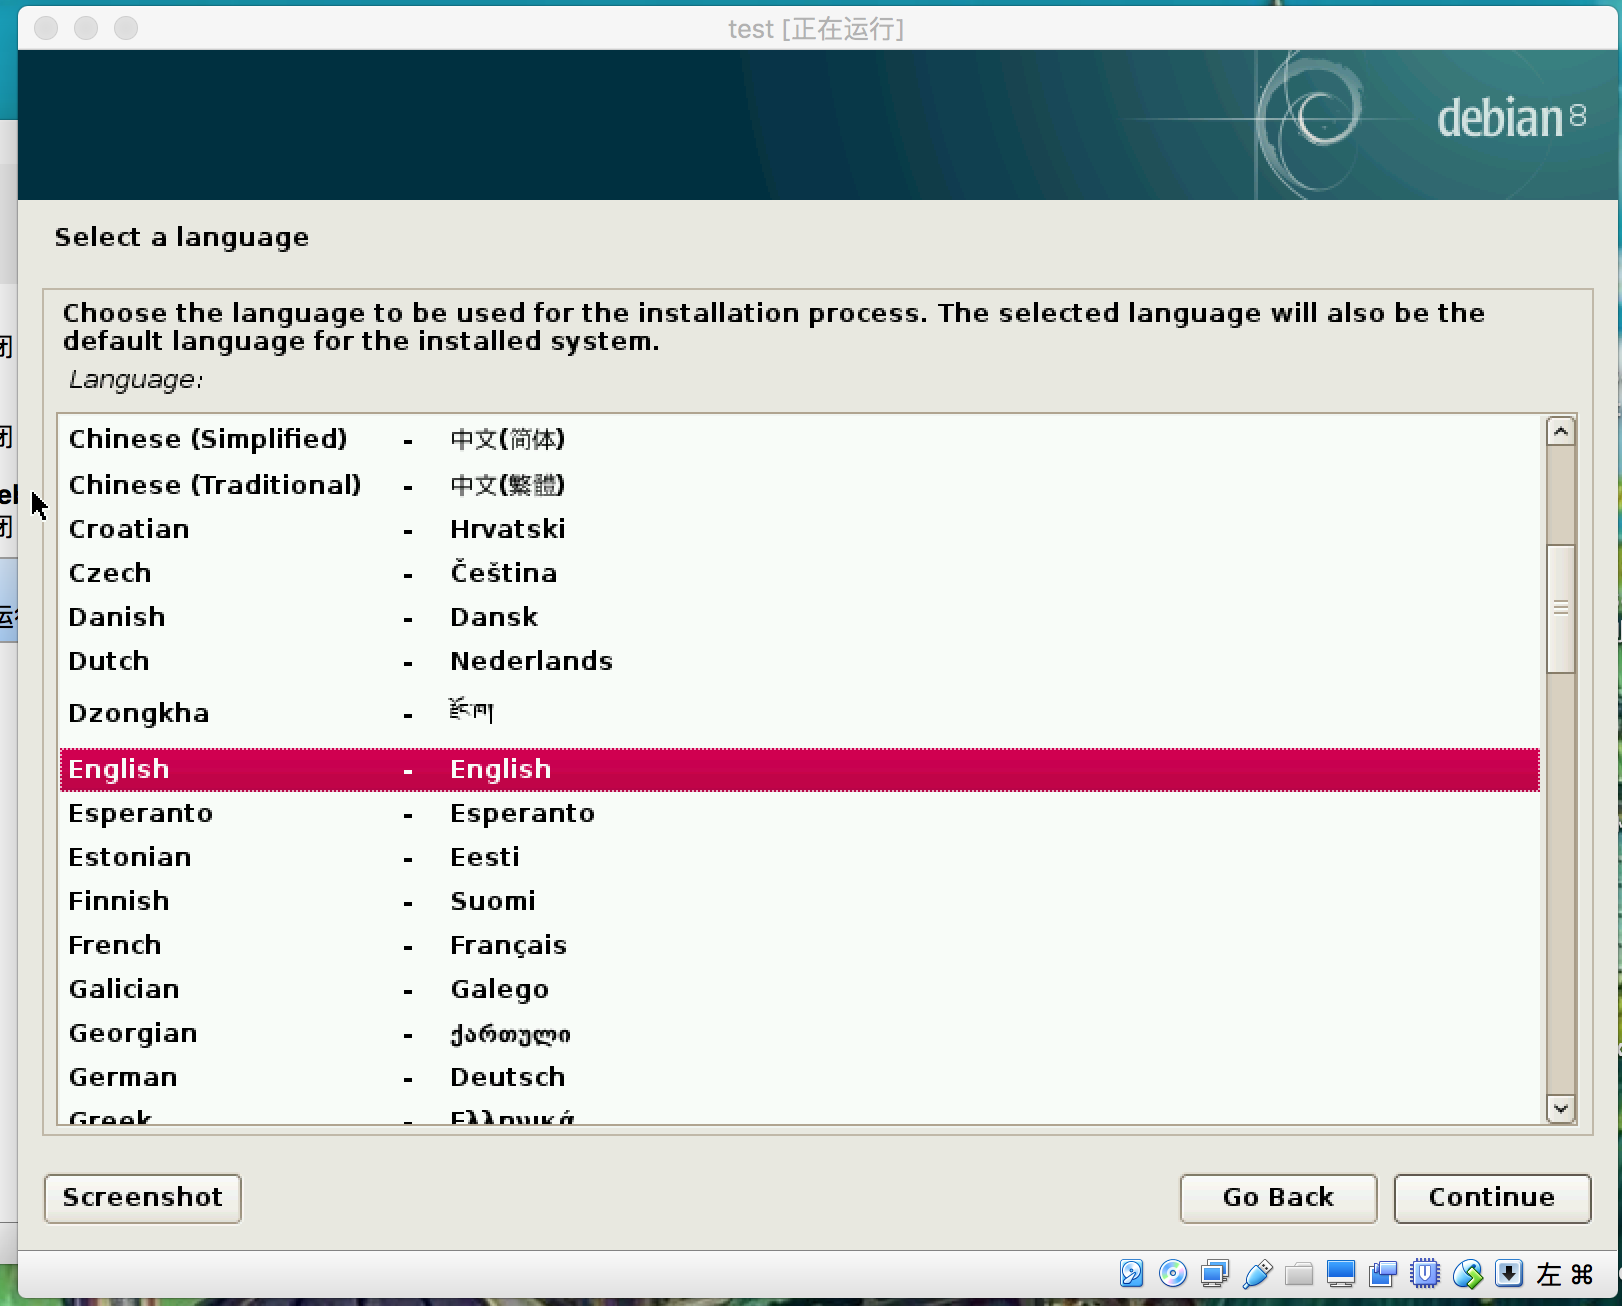 test [正在运行]
debian 8
Select a language
Choose the language to be used for the installation process. The selected language will also be the
default language for the installed system.
Language:
Chinese (Simplified) - 中文(简体)
Chinese (Traditional) - 中文(繁體)
Croatian - Hrvatski
Czech - Čeština
Danish - Dansk
Dutch - Nederlands
Dzongkha - རྫོང་ཁ།
English - English
Esperanto - Esperanto
Estonian - Eesti
Finnish - Suomi
French - Français
Galician - Galego
Georgian - ქართული
German - Deutsch
Greek - Ελληνικά
Screenshot
Go Back
Continue
左 ⌘